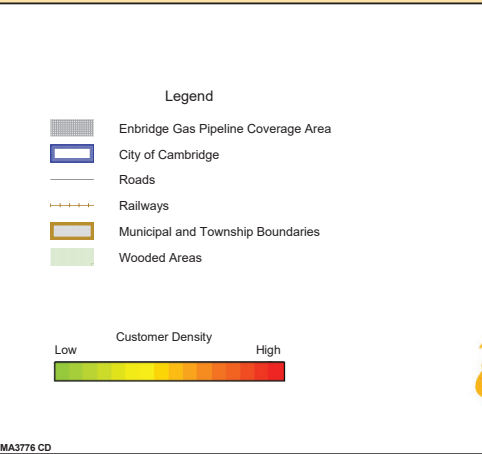 Legend
Enbridge Gas Pipeline Coverage Area
City of Cambridge
Roads
Railways
Municipal and Township Boundaries
Wooded Areas
Customer Density
Low High
MA3776 CD